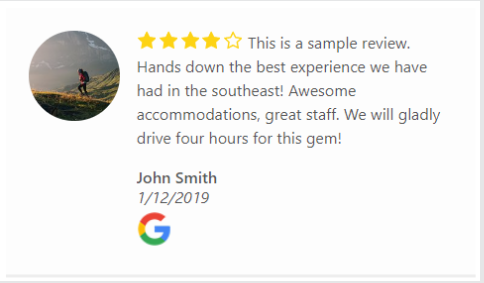 This is a sample review.
Hands down the best experience we have
had in the southeast! Awesome
accommodations, great staff. We will gladly
drive four hours for this gem!
John Smith
1/12/2019
G